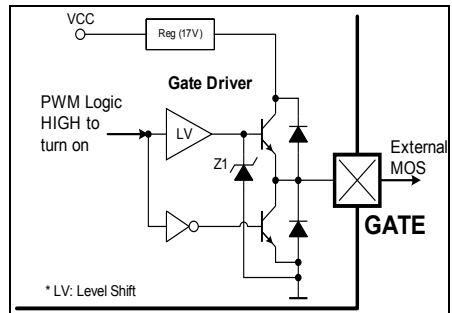 VCC
Reg (17V)
Gate Driver
PWM Logic
HIGH to
turn on
LV
Z1
External
MOS
GATE
* LV: Level Shift